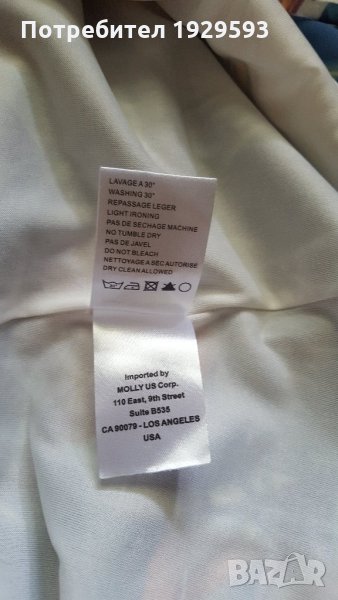 Потребител 1929593
LAVAGE A 30°
WASHING 30°
REPASSAGE LEGER
LIGHT IRONING
PAS DE SECHAGE MACHINE
NO TUMBLE DRY
PAS DE JAVEL
DO NOT BLEACH
NETTOYAGE A SEC AUTORISE
DRY CLEAN ALLOWED
Imported by
MOLLY US Corp.
110 East, 9th Street
Suite B535
CA 90079 - LOS ANGELES
USA
BAZAR